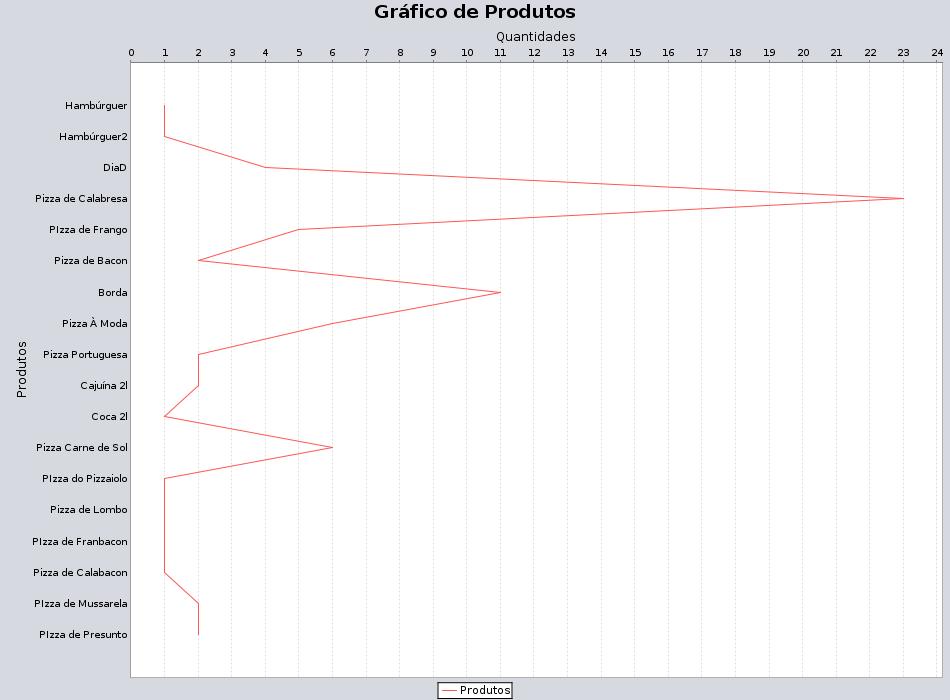 Gráfico de Produtos
Quantidades
0 1 2 3 4 5 6 7 8 9 10 11 12 13 14 15 16 17 18 19 20 21 22 23 24
Hambúrguer
Hambúrguer2
DiaD
Pizza de Calabresa
PIzza de Frango
Pizza de Bacon
Borda
Pizza À Moda
Pizza Portuguesa
Cajuína 2l
Coca 2l
Pizza Carne de Sol
PIzza do Pizzaiolo
Pizza de Lombo
PIzza de Franbacon
Pizza de Calabacon
PIzza de Mussarela
PIzza de Presunto
Produtos
Produtos